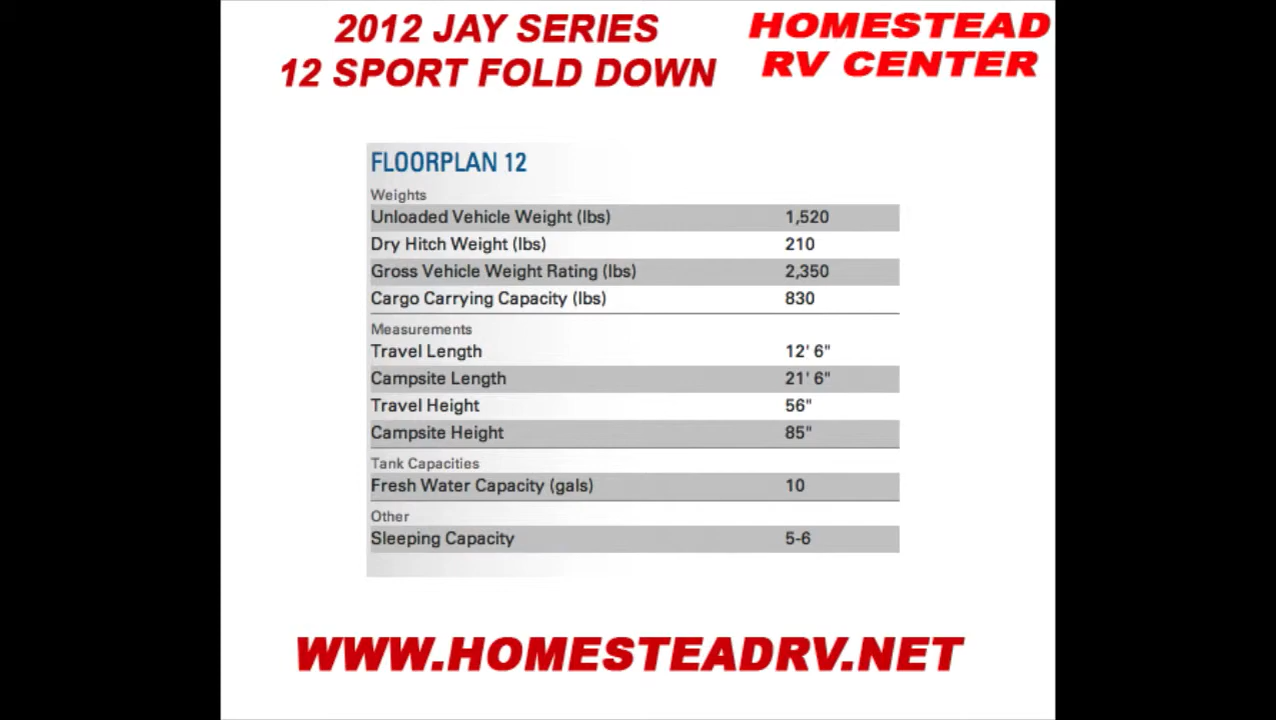 2012 JAY SERIES
12 SPORT FOLD DOWN
HOMESTEAD
RV CENTER
FLOORPLAN 12
Weights
Unloaded Vehicle Weight (lbs) 1,520
Dry Hitch Weight (lbs) 210
Gross Vehicle Weight Rating (lbs) 2,350
Cargo Carrying Capacity (lbs) 830
Measurements
Travel Length 12' 6"
Campsite Length 21' 6"
Travel Height 56"
Campsite Height 85"
Tank Capacities
Fresh Water Capacity (gals) 10
Other
Sleeping Capacity 5-6
WWW.HOMESTEADRV.NET